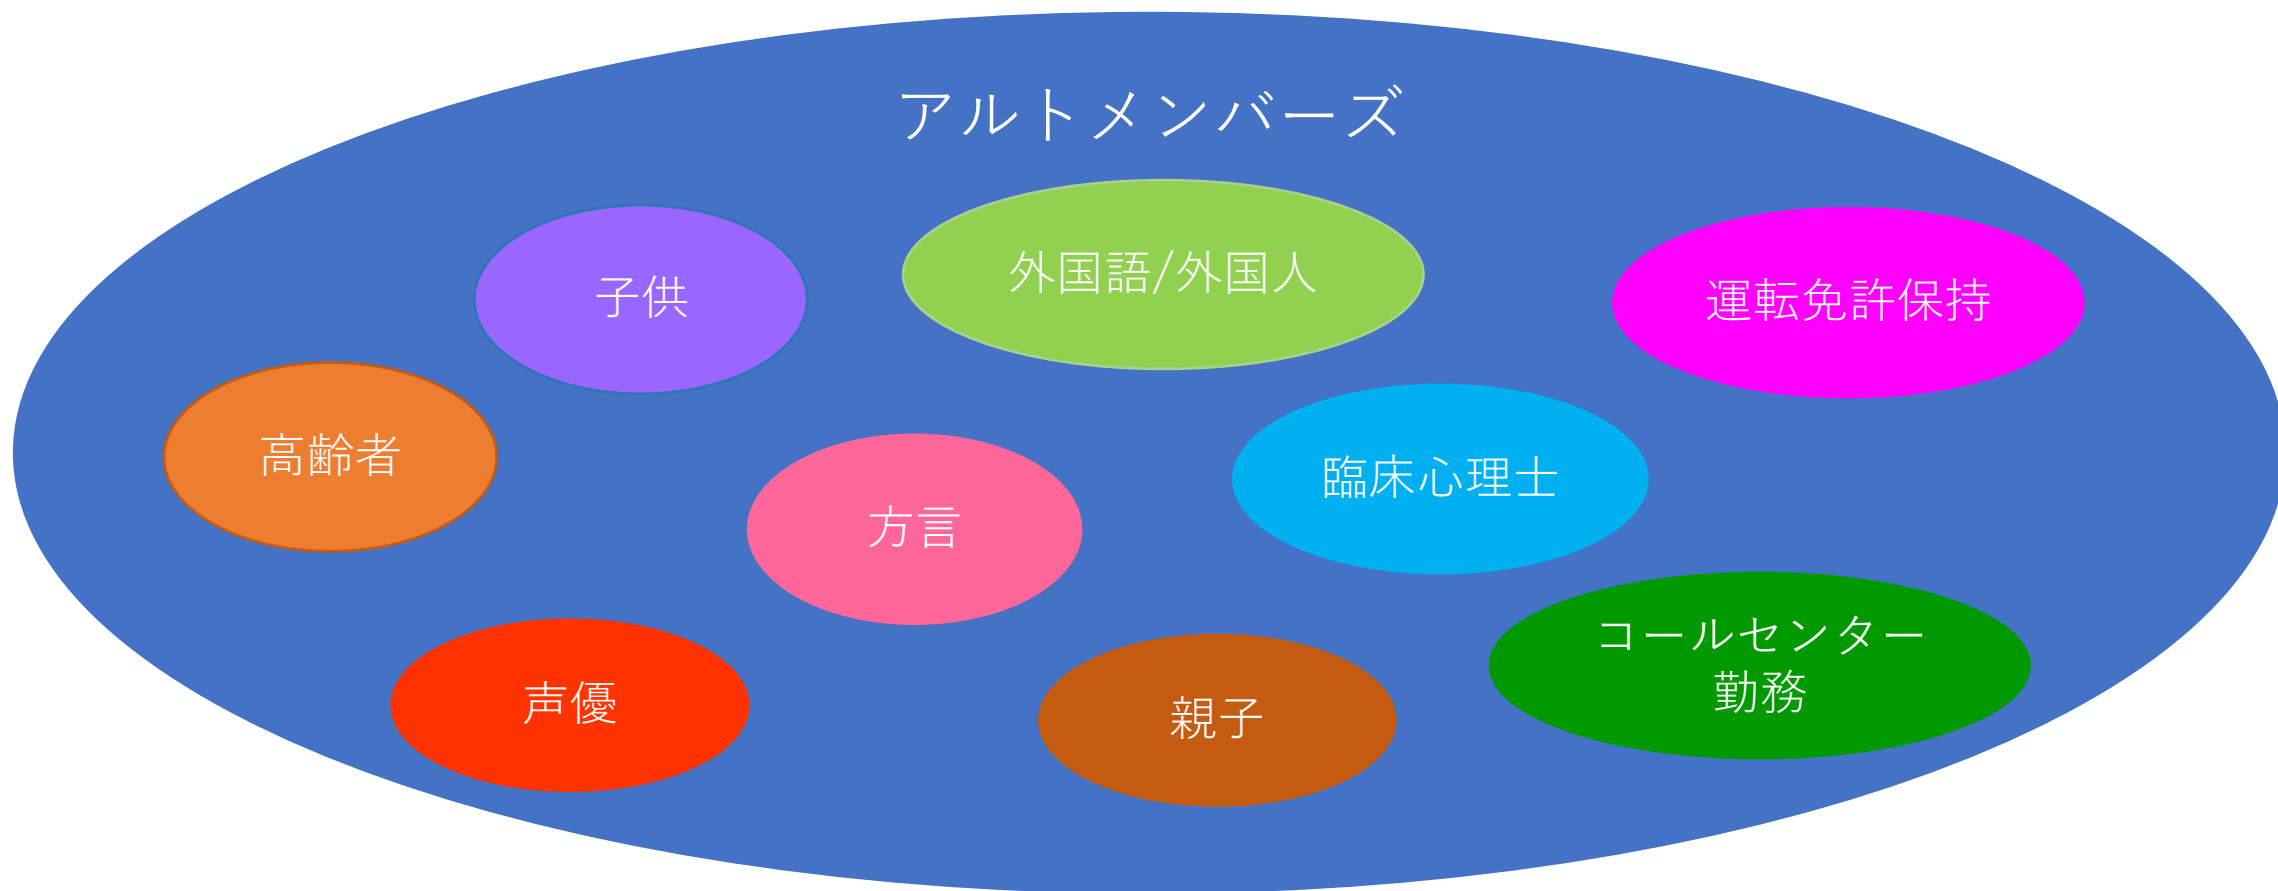 アルトメンバーズ
子供
外国語/外国人
運転免許保持
高齢者
方言
臨床心理士
声優
親子
コールセンター
勤務